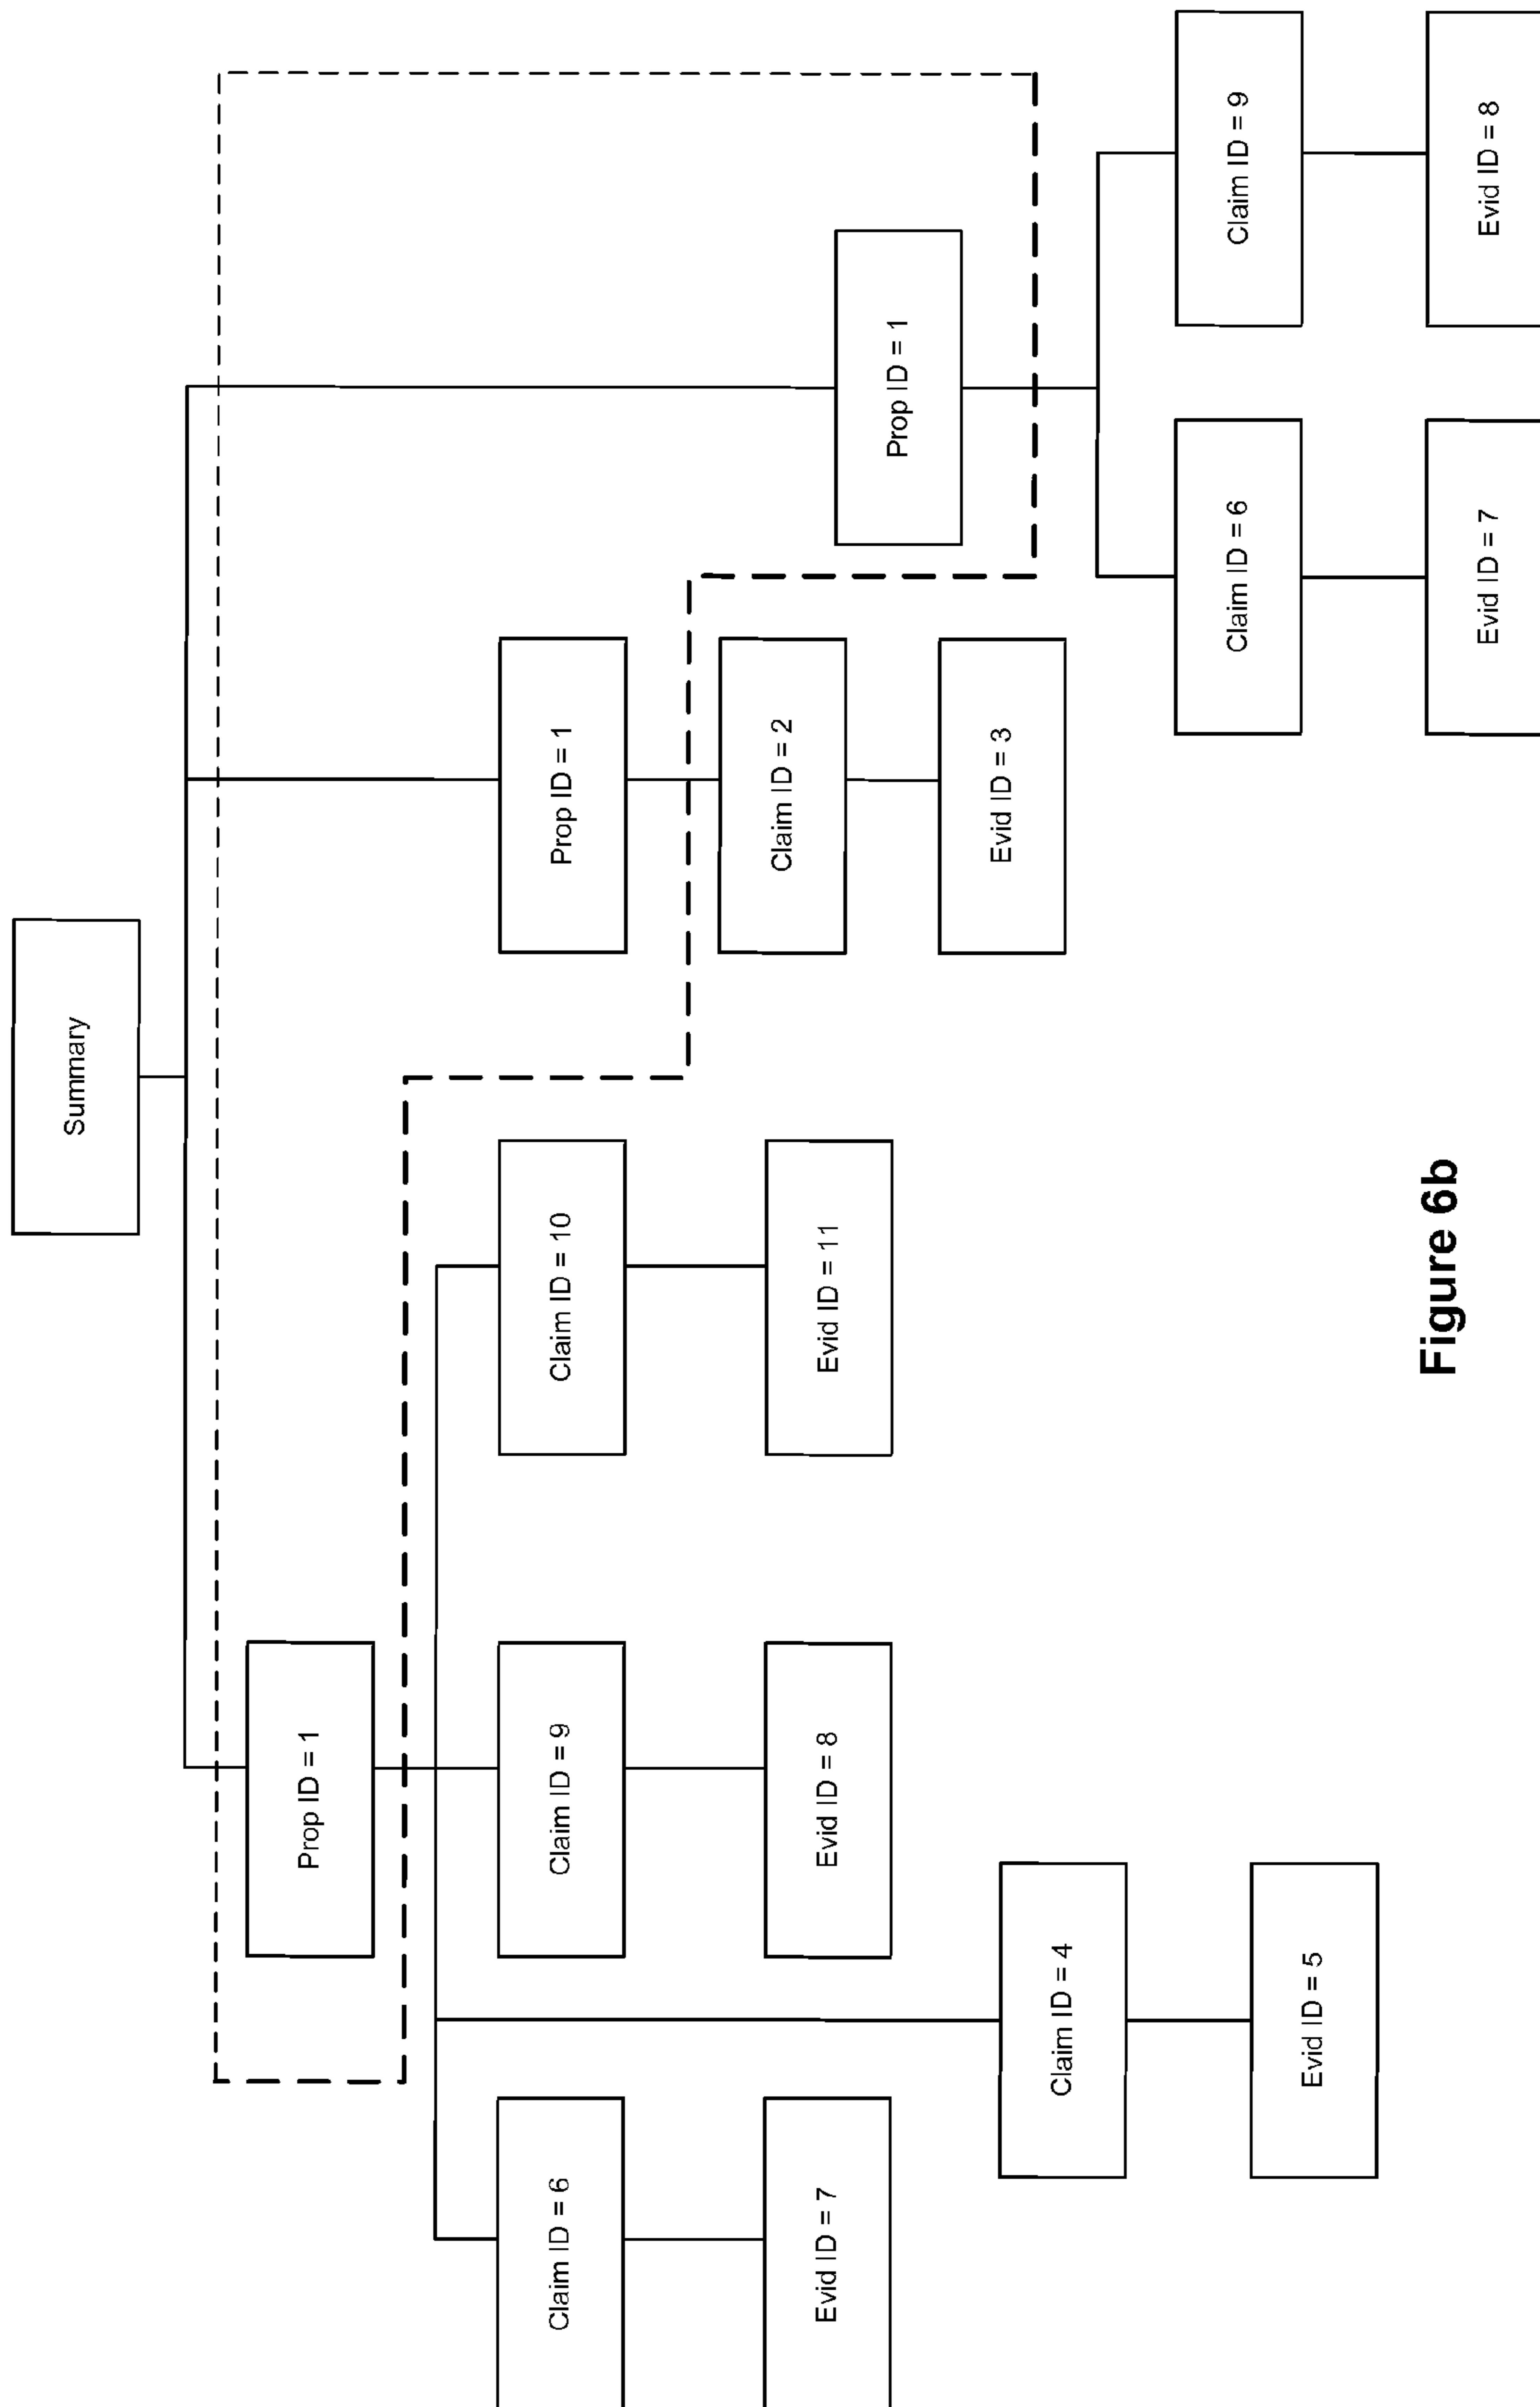 Summary
Prop ID = 1
Prop ID = 1
Prop ID = 1
Claim ID = 6
Claim ID = 9
Claim ID = 10
Claim ID = 2
Evid ID = 7
Evid ID = 8
Evid ID = 11
Evid ID = 3
Claim ID = 4
Evid ID = 5
Claim ID = 6
Claim ID = 9
Evid ID = 7
Evid ID = 8
Figure 6b